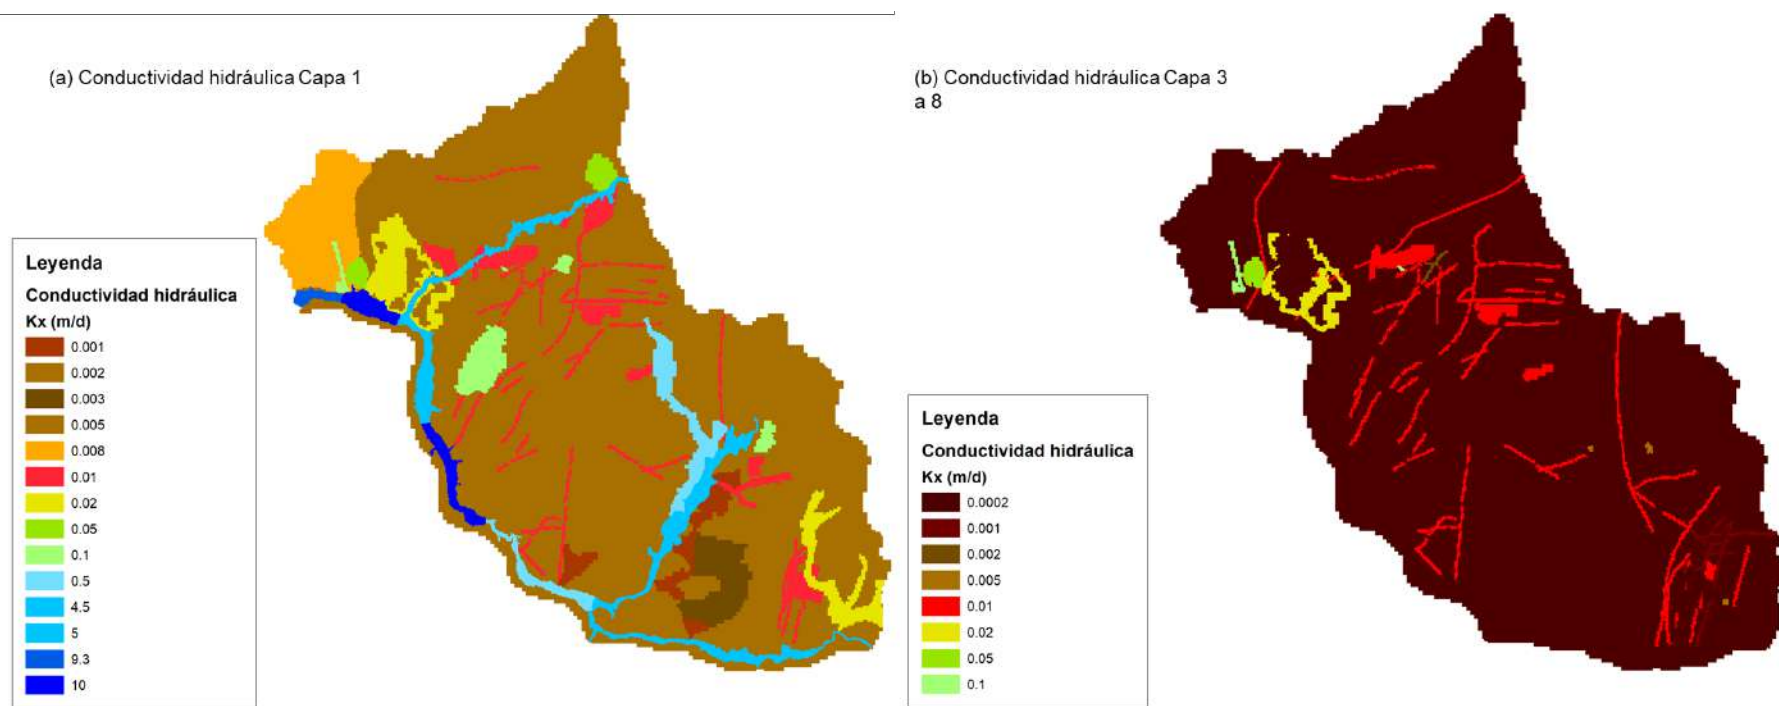 (a) Conductividad hidráulica Capa 1
Leyenda
Conductividad hidráulica
Kx (m/d)
0.001
0.002
0.003
0.005
0.008
0.01
0.02
0.05
0.1
0.5
4.5
5
9.3
10
(b) Conductividad hidráulica Capa 3
a 8
Leyenda
Conductividad hidráulica
Kx (m/d)
0.0002
0.001
0.002
0.005
0.01
0.02
0.05
0.1